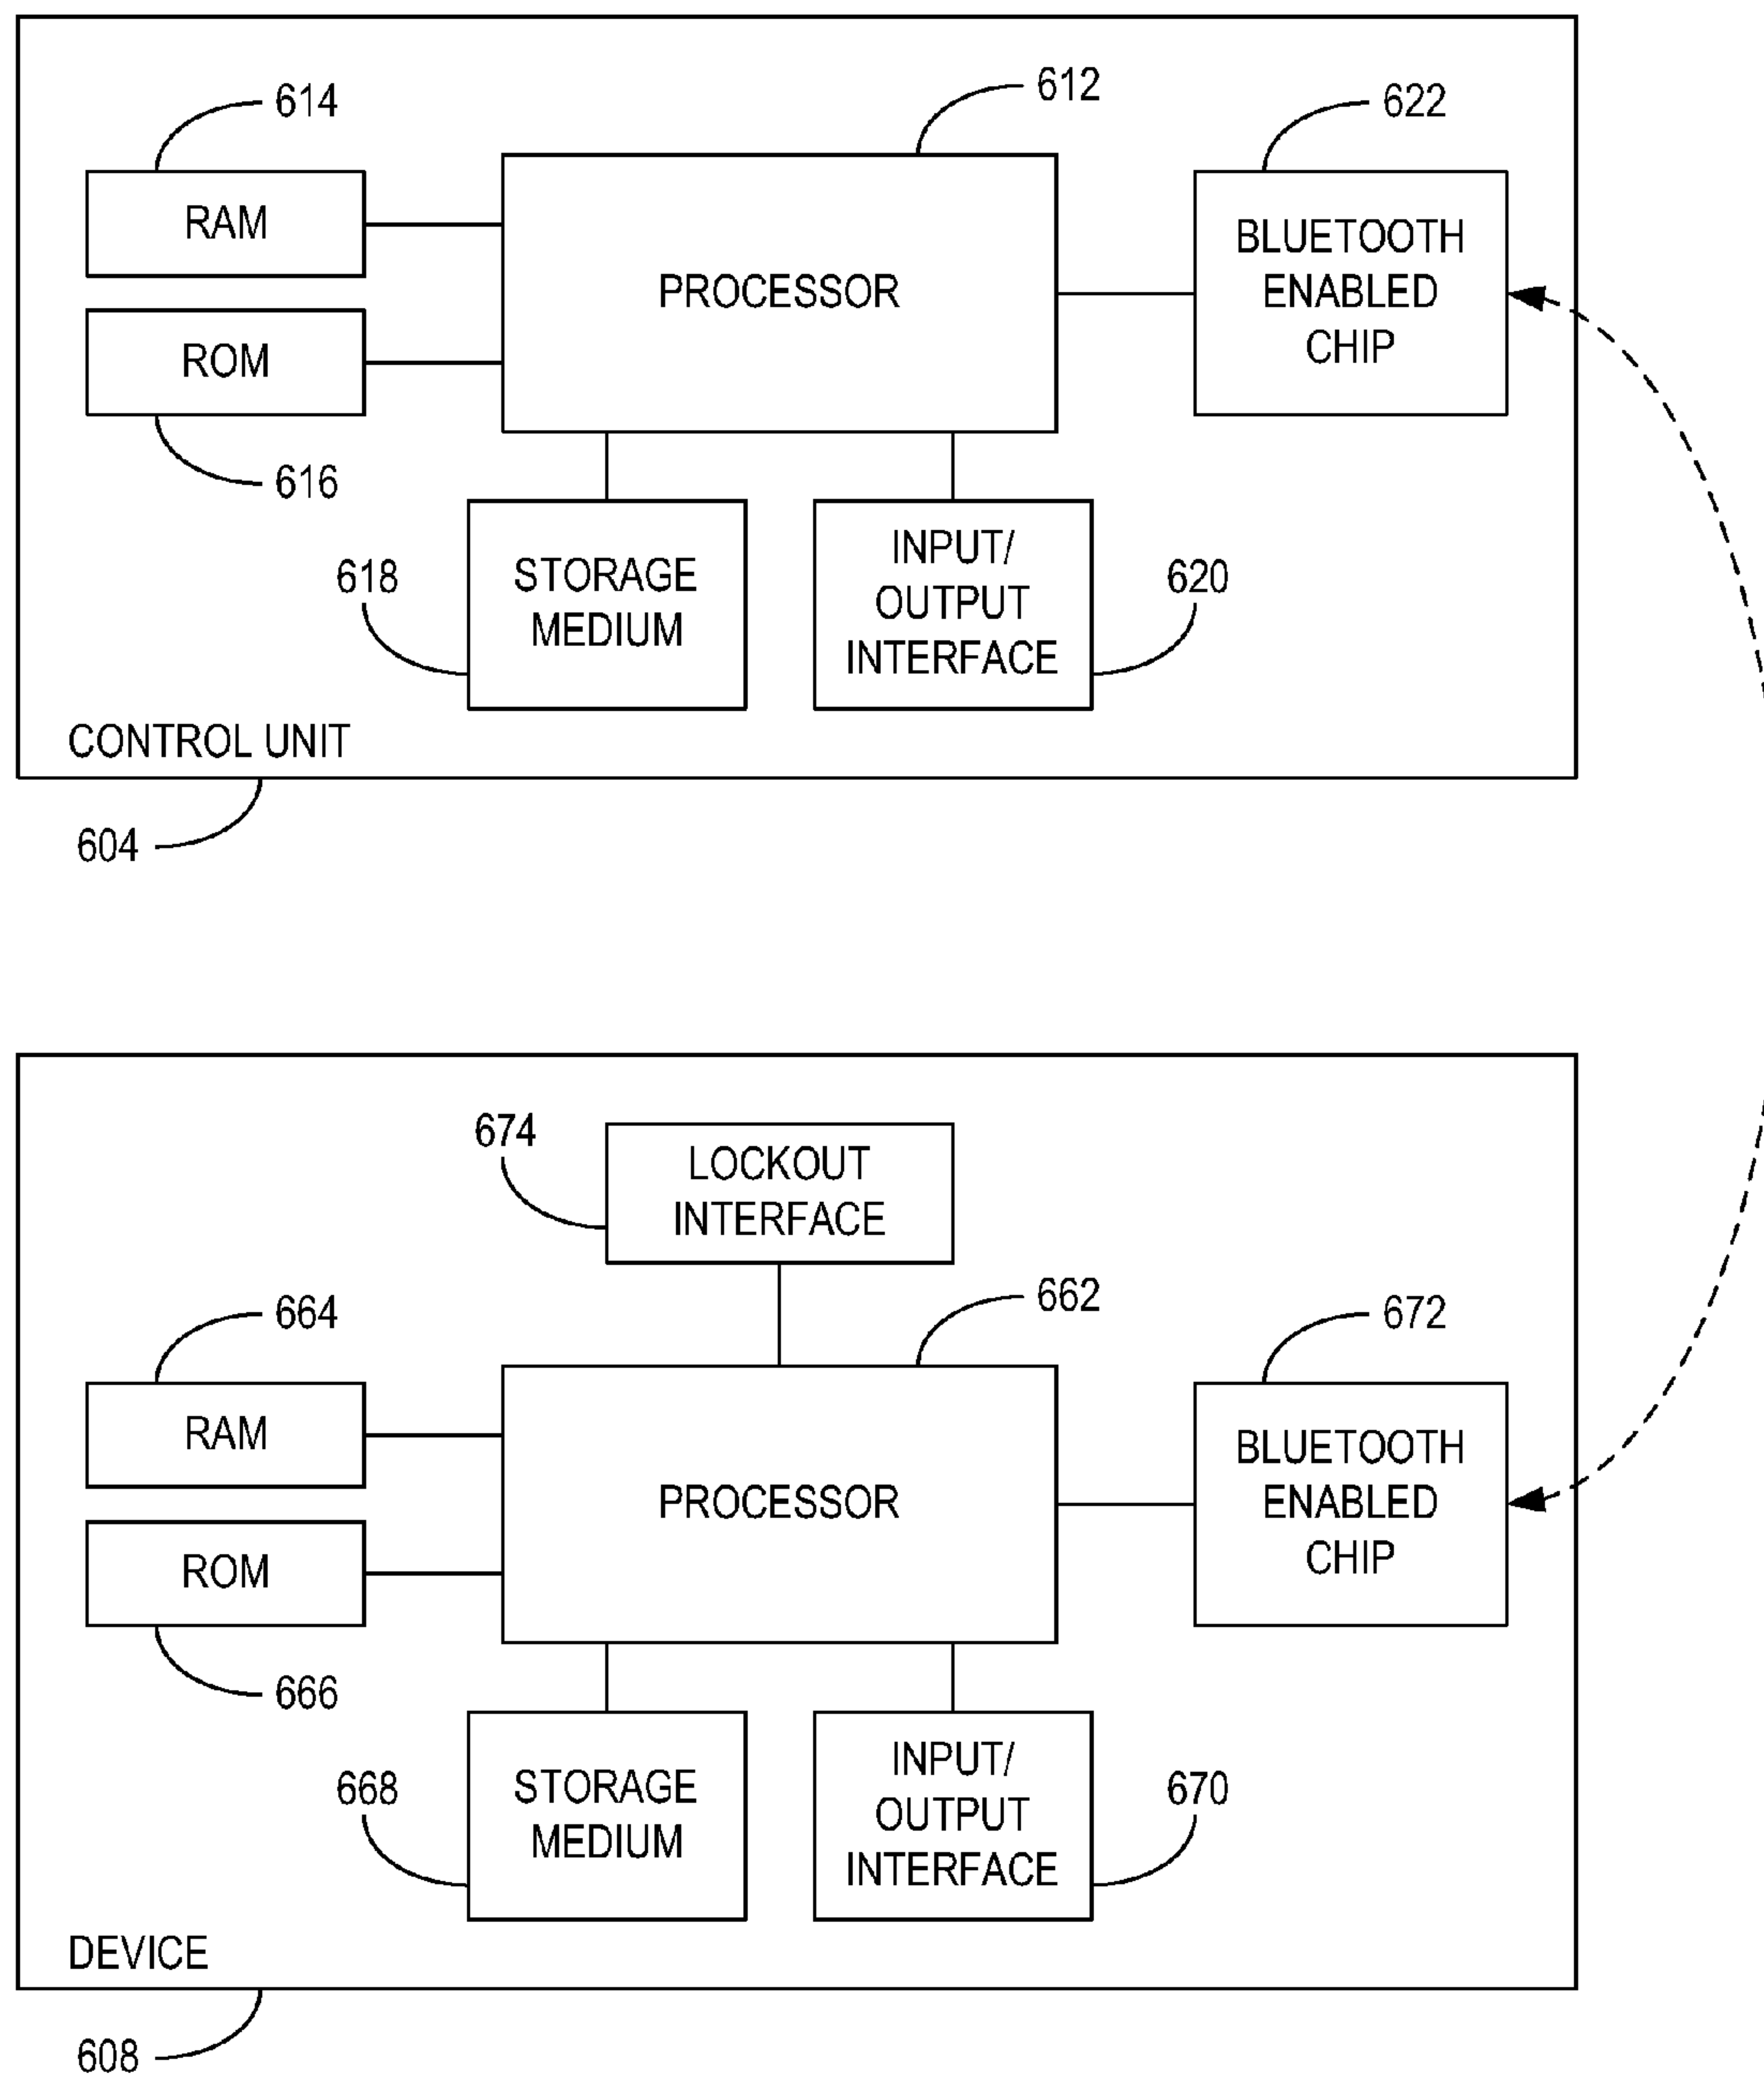 614
612
622
RAM
PROCESSOR
BLUETOOTH
ENABLED
CHIP
ROM
616
618
STORAGE
MEDIUM
INPUT/
OUTPUT
INTERFACE
620
CONTROL UNIT
604
674
LOCKOUT
INTERFACE
664
662
672
RAM
PROCESSOR
BLUETOOTH
ENABLED
CHIP
ROM
666
668
STORAGE
MEDIUM
INPUT/
OUTPUT
INTERFACE
670
DEVICE
608